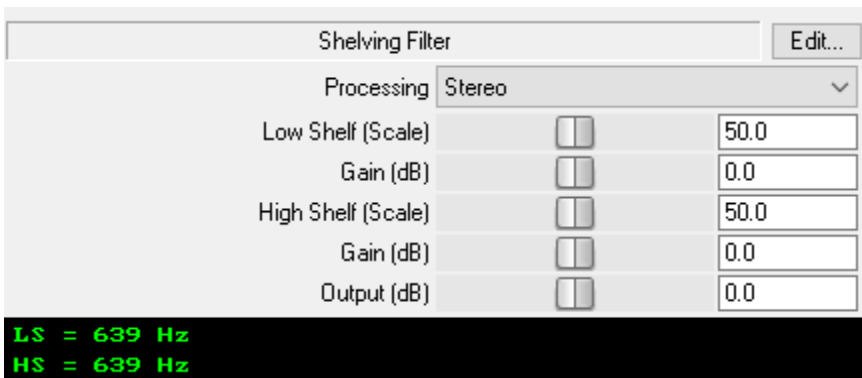 Shelving Filter Edit...
Processing Stereo
Low Shelf (Scale) 50.0
Gain (dB) 0.0
High Shelf (Scale) 50.0
Gain (dB) 0.0
Output (dB) 0.0
LS = 639 Hz
HS = 639 Hz